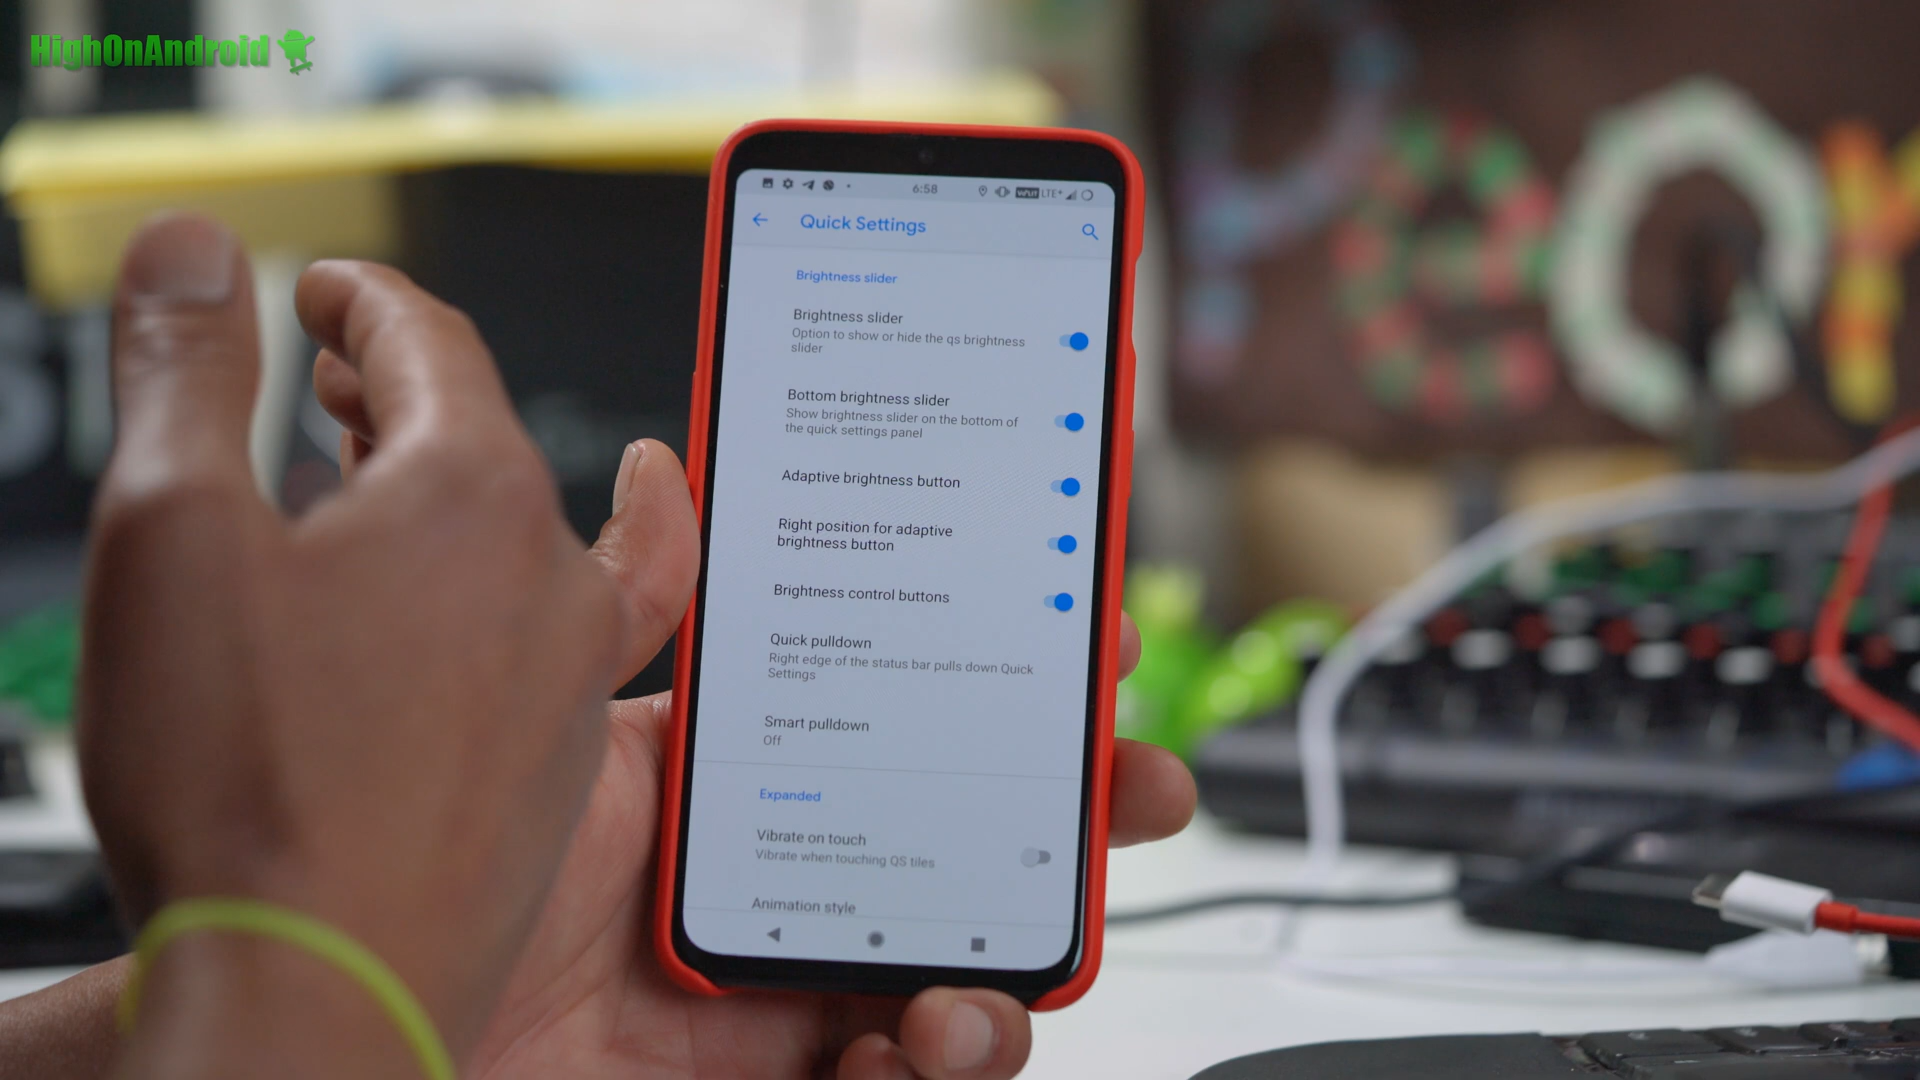 HighOnAndroid
6:58
LTE+
Quick Settings
Brightness slider
Brightness slider
Option to show or hide the qs brightness
slider
Bottom brightness slider
Show brightness slider on the bottom of
the quick settings panel
Adaptive brightness button
Right position for adaptive
brightness button
Brightness control buttons
Quick pulldown
Right edge of the status bar pulls down Quick
Settings
Smart pulldown
Off
Expanded
Vibrate on touch
Vibrate when touching QS tiles
Animation style